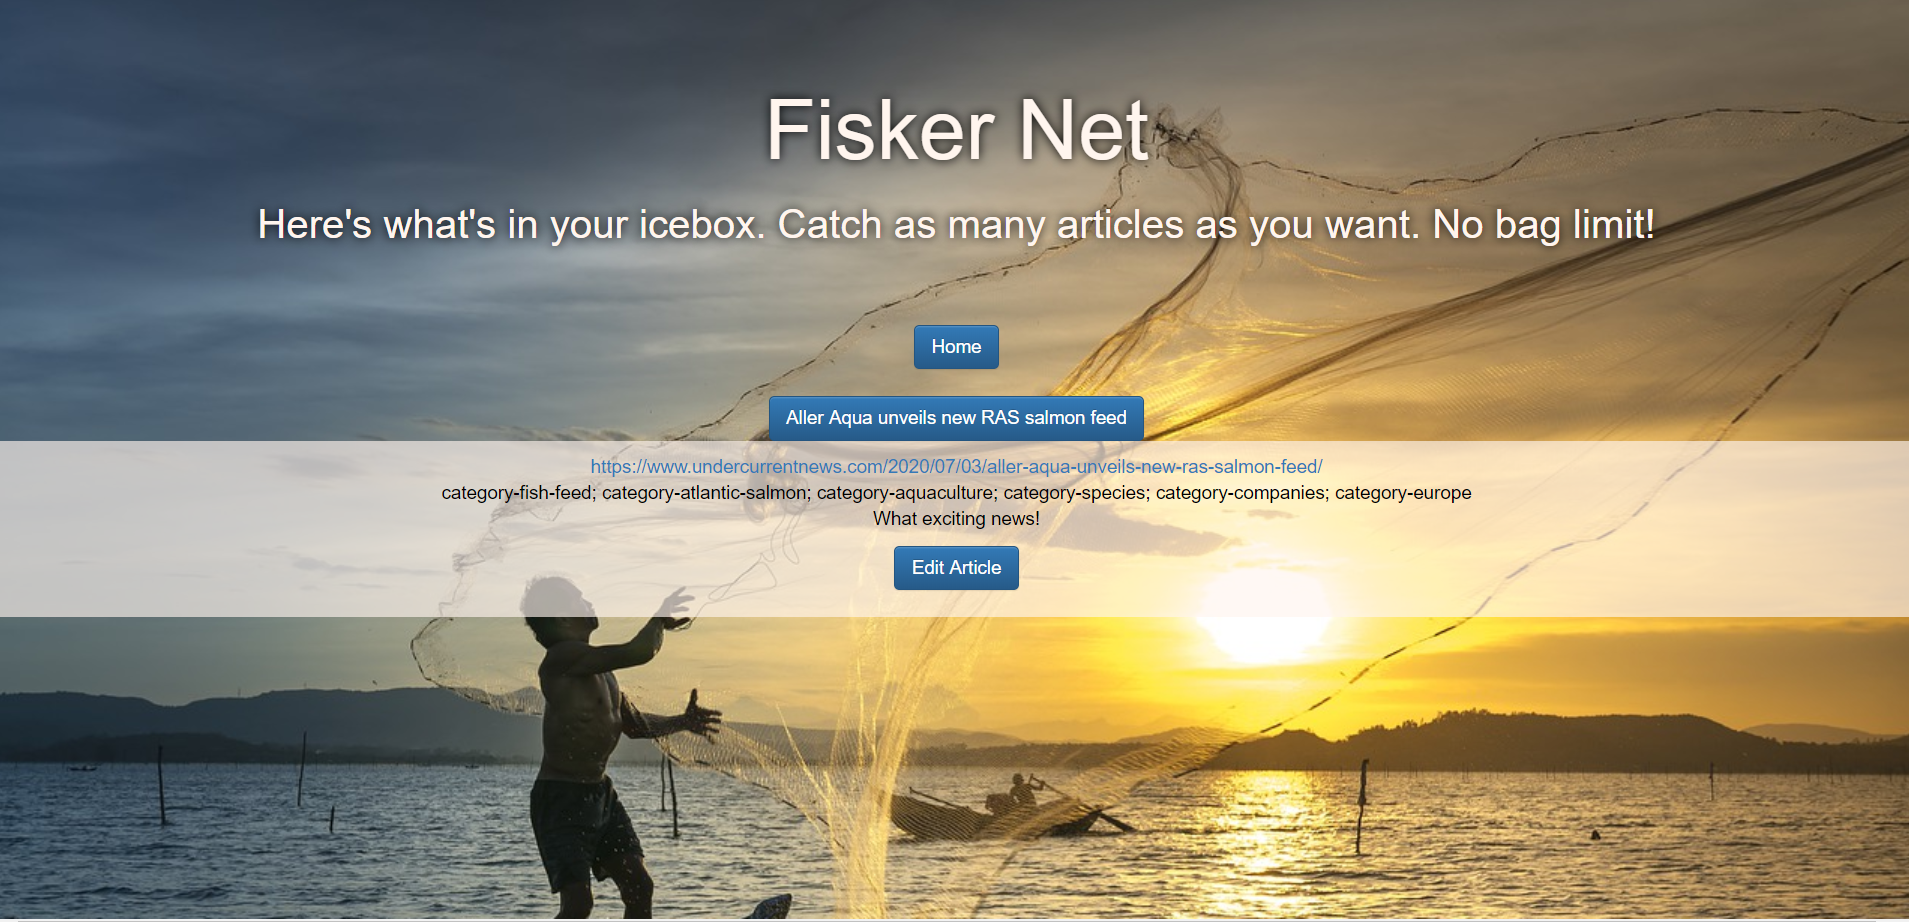 Fisker Net
Here's what's in your icebox. Catch as many articles as you want. No bag limit!
Home
Aller Aqua unveils new RAS salmon feed
https://www.undercurrentnews.com/2020/07/03/aller-aqua-unveils-new-ras-salmon-feed/
category-fish-feed; category-atlantic-salmon; category-aquaculture; category-species; category-companies; category-europe
What exciting news!
Edit Article